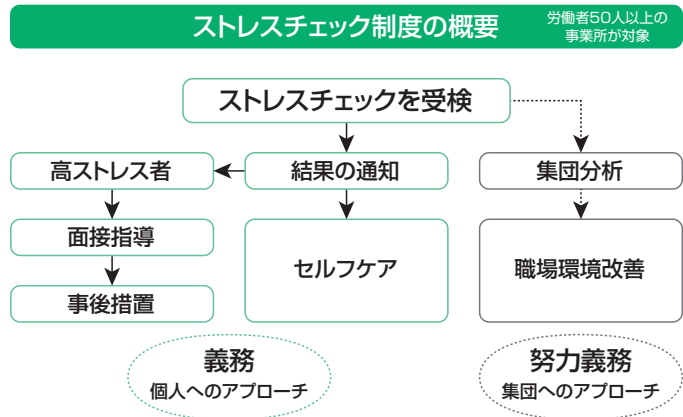 ストレスチェック制度の概要
労働者50人以上の
事業所が対象
ストレスチェックを受検
高ストレス者
結果の通知
集団分析
面接指導
セルフケア
職場環境改善
事後措置
義務
個人へのアプローチ
努力義務
集団へのアプローチ